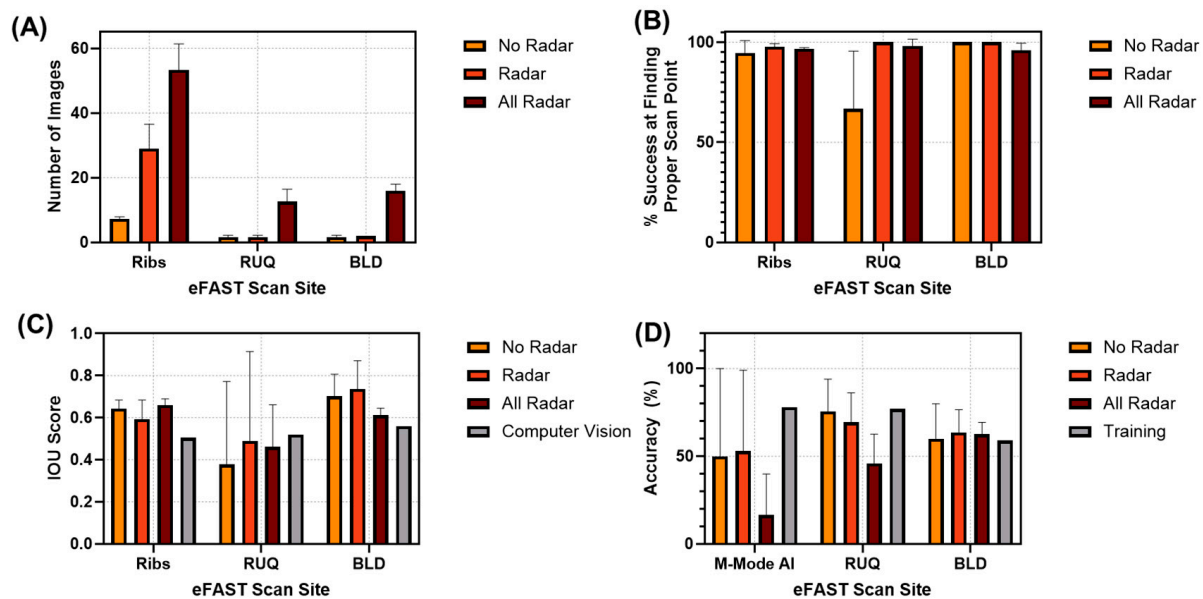 (A)
Number of Images
60
40
20
0
Ribs RUQ BLD
eFAST Scan Site
No Radar
Radar
All Radar
(B)
% Success at Finding
Proper Scan Point
100
50
0
Ribs RUQ BLD
eFAST Scan Site
No Radar
Radar
All Radar
(C)
IOU Score
1.0
0.8
0.6
0.4
0.2
0.0
Ribs RUQ BLD
eFAST Scan Site
No Radar
Radar
All Radar
Computer Vision
(D)
Accuracy (%)
100
50
0
M-Mode AI RUQ BLD
eFAST Scan Site
No Radar
Radar
All Radar
Training